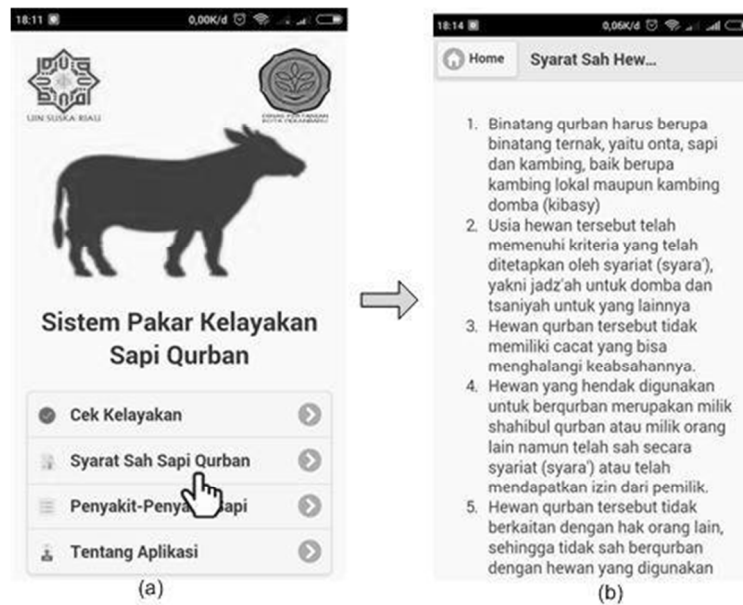 18:11
0,00K/d
UIN SUSKA RIAU
DINAS PERTANIAN
KOTA PEKANBARU
Sistem Pakar Kelayakan
Sapi Qurban
Cek Kelayakan
Syarat Sah Sapi Qurban
Penyakit-Penya Sapi
Tentang Aplikasi
(a)
18:14
0,06K/d
Home
Syarat Sah Hew...
1. Binatang qurban harus berupa
binatang ternak, yaitu onta, sapi
dan kambing, baik berupa
kambing lokal maupun kambing
domba (kibasy)
2. Usia hewan tersebut telah
memenuhi kriteria yang telah
ditetapkan oleh syariat (syara'),
yakni jadz'ah untuk domba dan
tsaniyah untuk yang lainnya
3. Hewan qurban tersebut tidak
memiliki cacat yang bisa
menghalangi keabsahannya.
4. Hewan yang hendak digunakan
untuk berqurban merupakan milik
shahibul qurban atau milik orang
lain namun telah sah secara
syariat (syara') atau telah
mendapatkan izin dari pemilik.
5. Hewan qurban tersebut tidak
berkaitan dengan hak orang lain,
sehingga tidak sah berqurban
dengan hewan yang digunakan
(b)